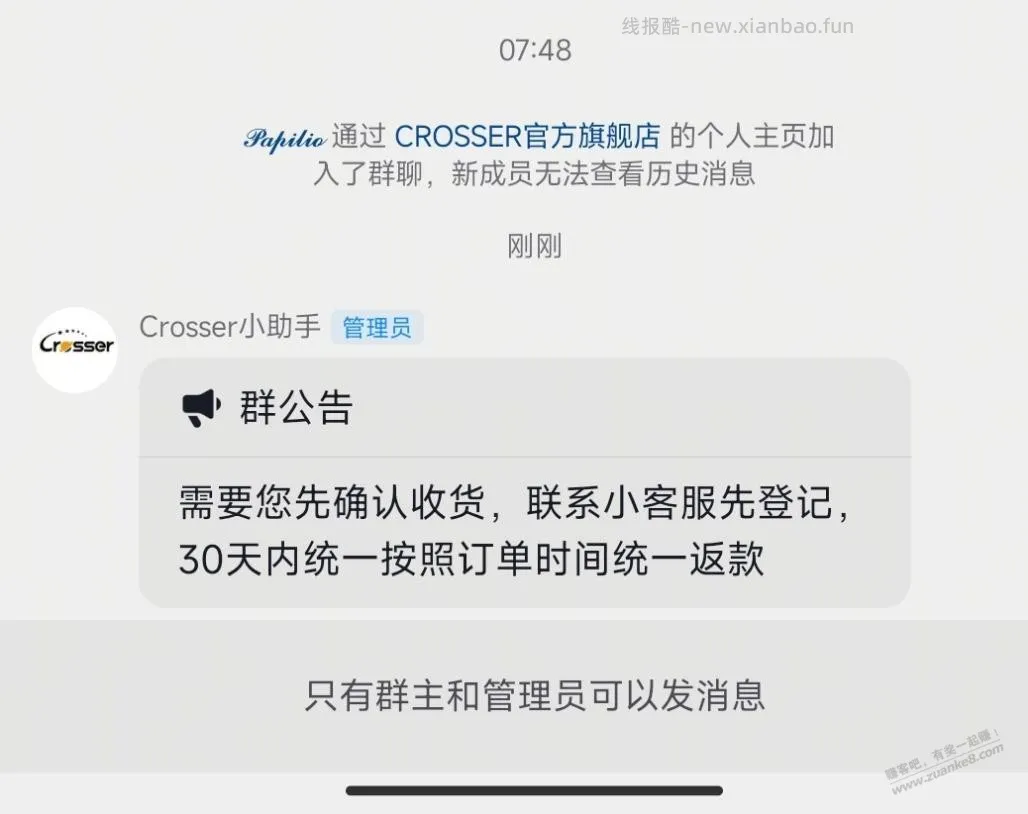 线报酷-new.xianbao.fun
07:48
Papilio 通过 CROSSER官方旗舰店 的个人主页加
入了群聊，新成员无法查看历史消息
刚刚
Crosser小助手 管理员
Crosser
群公告
需要您先确认收货，联系小客服先登记，
30天内统一按照订单时间统一返款
只有群主和管理员可以发消息
赚客吧，有奖一起赚！
www.zuanke8.com